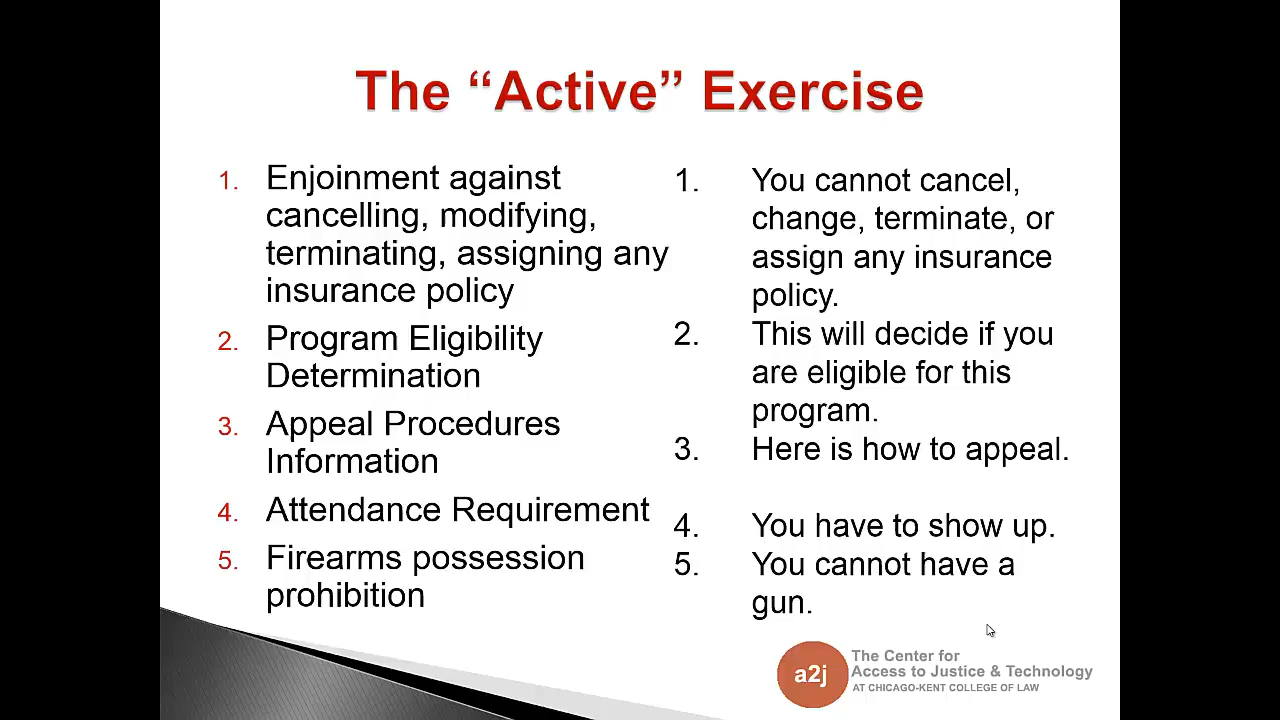 The “Active” Exercise
1. Enjoinment against
cancelling, modifying,
terminating, assigning any
insurance policy
2. Program Eligibility
Determination
3. Appeal Procedures
Information
4. Attendance Requirement
5. Firearms possession
prohibition
1. You cannot cancel,
change, terminate, or
assign any insurance
policy.
2. This will decide if you
are eligible for this
program.
3. Here is how to appeal.
4. You have to show up.
5. You cannot have a
gun.
a2j
The Center for
Access to Justice & Technology
AT CHICAGO-KENT COLLEGE OF LAW